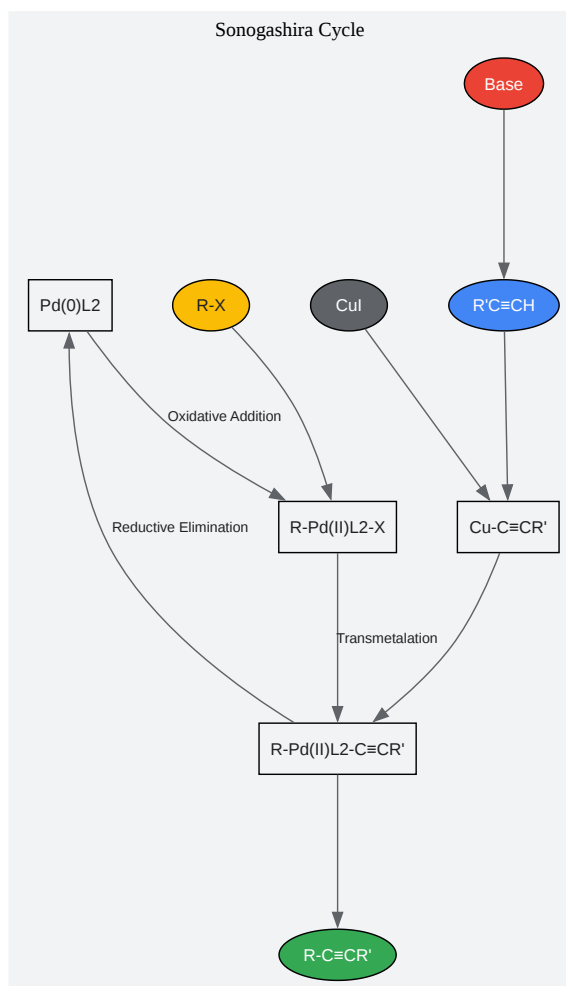 Sonogashira Cycle
Base
Pd(0)L2
R-X
CuI
R'C≡CH
Oxidative Addition
Reductive Elimination
R-Pd(II)L2-X
Cu-C≡CR'
Transmetalation
R-Pd(II)L2-C≡CR'
R-C≡CR'